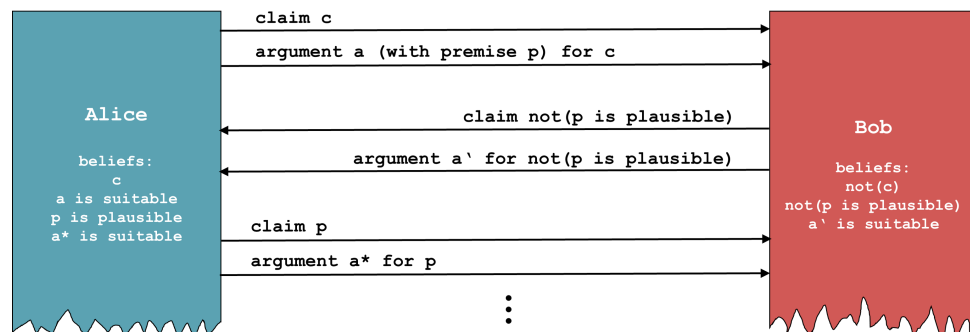 claim c
argument a (with premise p) for c
Alice
beliefs:
c
a is suitable
p is plausible
a* is suitable
claim not(p is plausible)
argument a` for not(p is plausible)
Bob
beliefs:
not(c)
not(p is plausible)
a` is suitable
claim p
argument a* for p